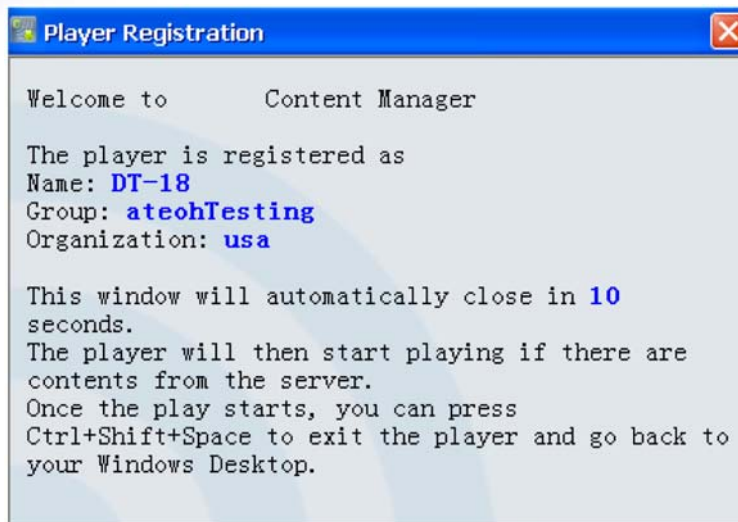 Player Registration
Welcome to Content Manager
The player is registered as
Name: DT-18
Group: ateohTesting
Organization: usa
This window will automatically close in 10
seconds.
The player will then start playing if there are
contents from the server.
Once the play starts, you can press
Ctrl+Shift+Space to exit the player and go back to
your Windows Desktop.